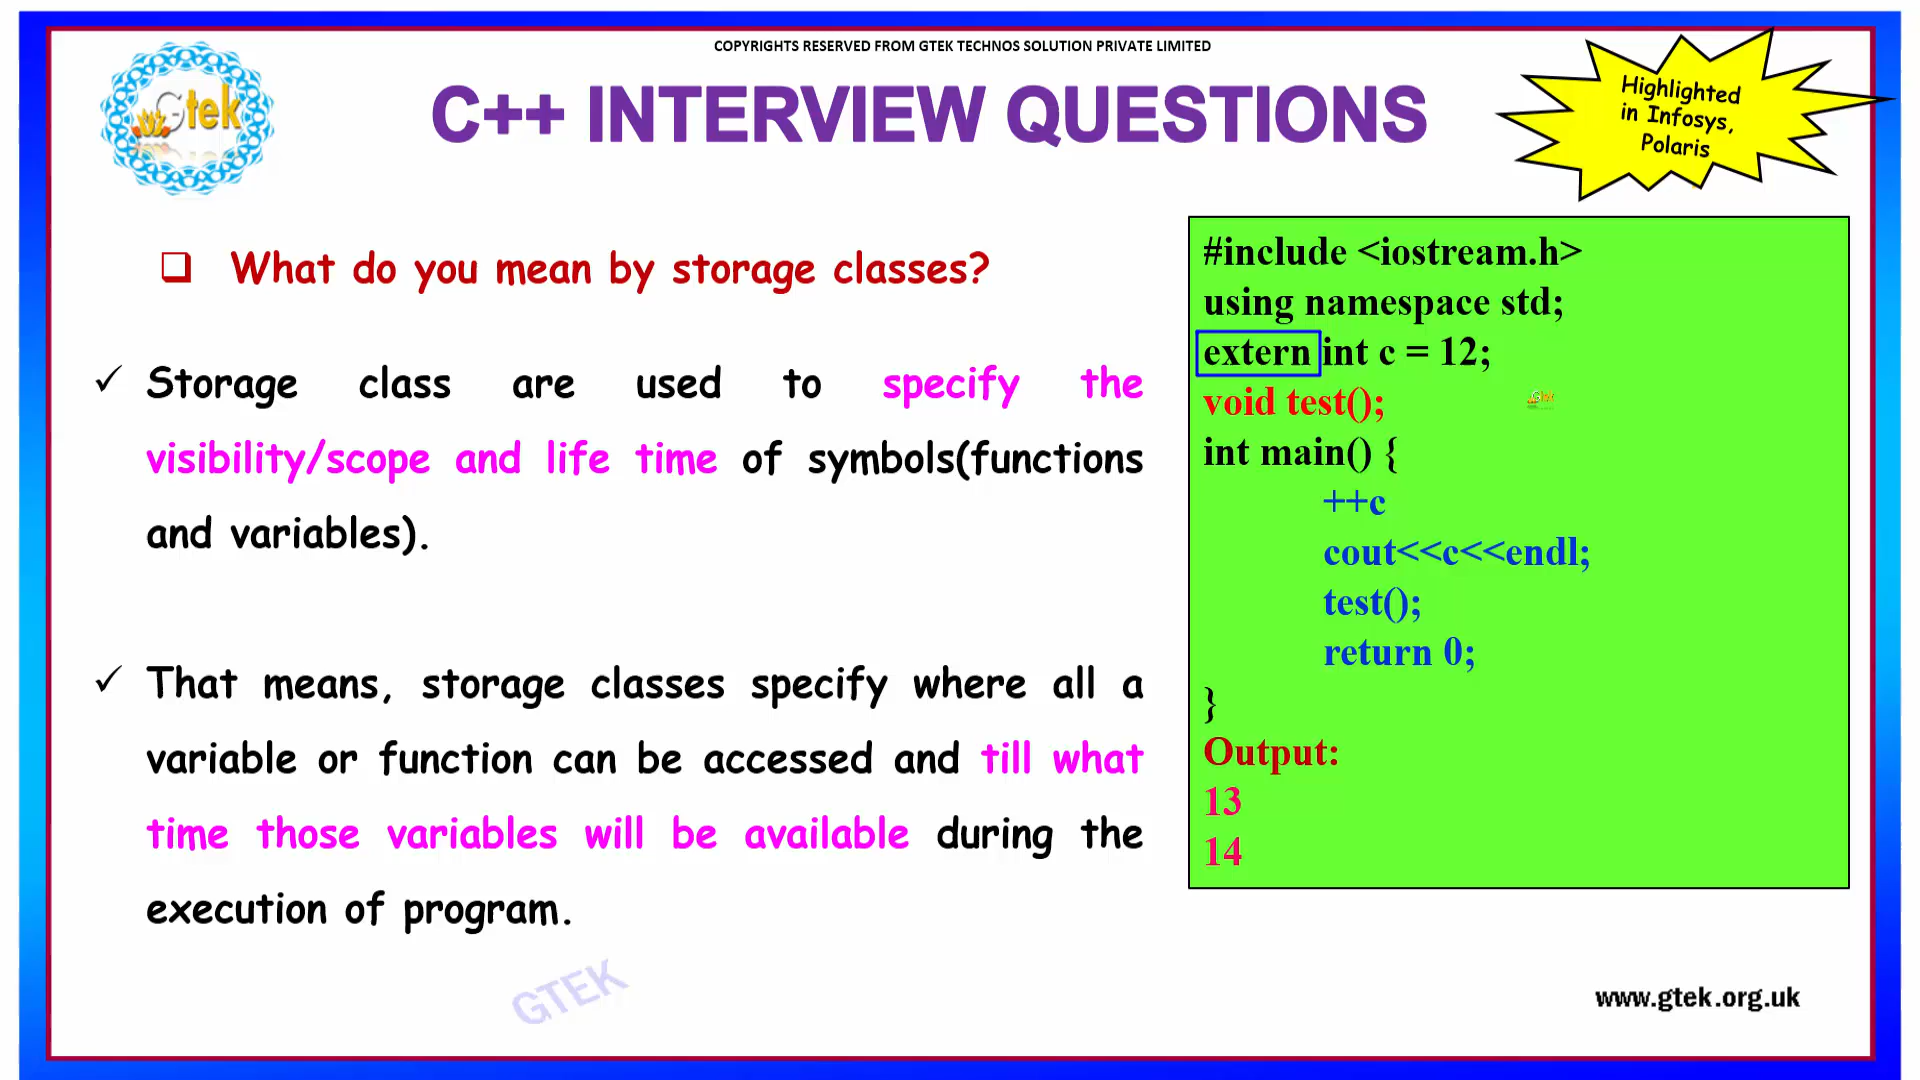 COPYRIGHTS RESERVED FROM GTEK TECHNOS SOLUTION PRIVATE LIMITED
Gtek
C++ INTERVIEW QUESTIONS
Highlighted
in Infosys,
Polaris
What do you mean by storage classes?
Storage class are used to specify the
visibility/scope and life time of symbols(functions
and variables).
That means, storage classes specify where all a
variable or function can be accessed and till what
time those variables will be available during the
execution of program.
#include <iostream.h>
using namespace std;
extern int c = 12;
void test();
int main() {
++c
cout<<c<<endl;
test();
return 0;
}
Output:
13
14
GTEK
www.gtek.org.uk